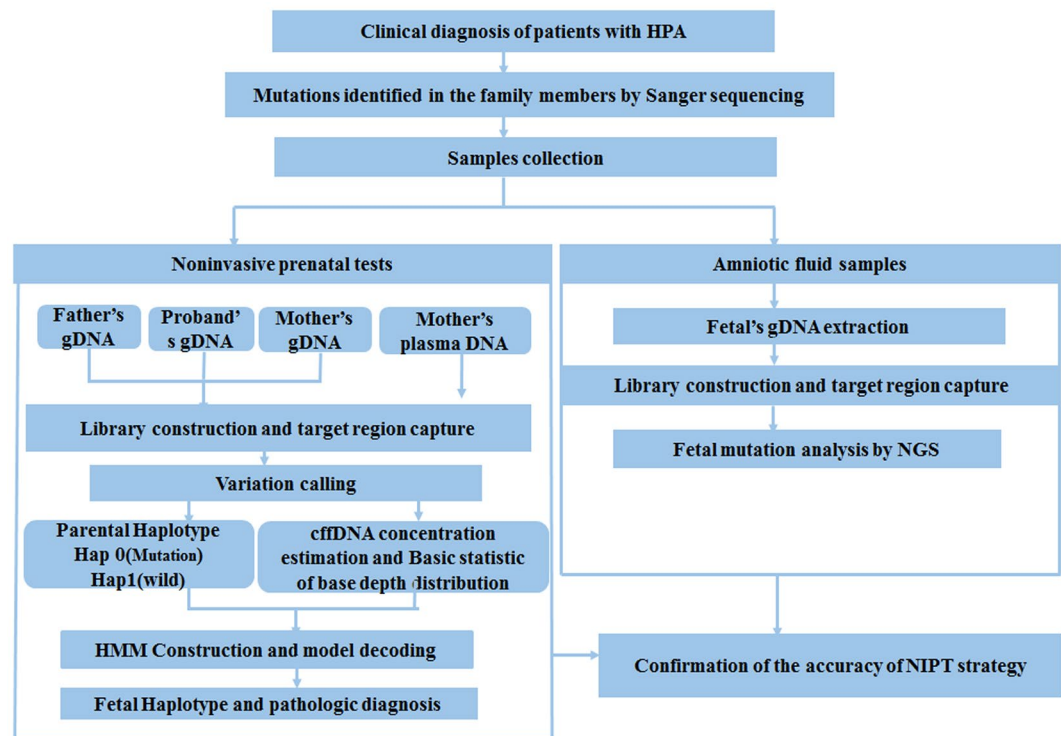 Clinical diagnosis of patients with HPA
Mutations identified in the family members by Sanger sequencing
Samples collection
Noninvasive prenatal tests
Father's
gDNA
Proband'
s gDNA
Mother's
gDNA
Mother's
plasma DNA
Library construction and target region capture
Variation calling
Parental Haplotype
Hap 0(Mutation)
Hap1(wild)
cffDNA concentration
estimation and Basic statistic
of base depth distribution
HMM Construction and model decoding
Fetal Haplotype and pathologic diagnosis
Amniotic fluid samples
Fetal's gDNA extraction
Library construction and target region capture
Fetal mutation analysis by NGS
Confirmation of the accuracy of NIPT strategy